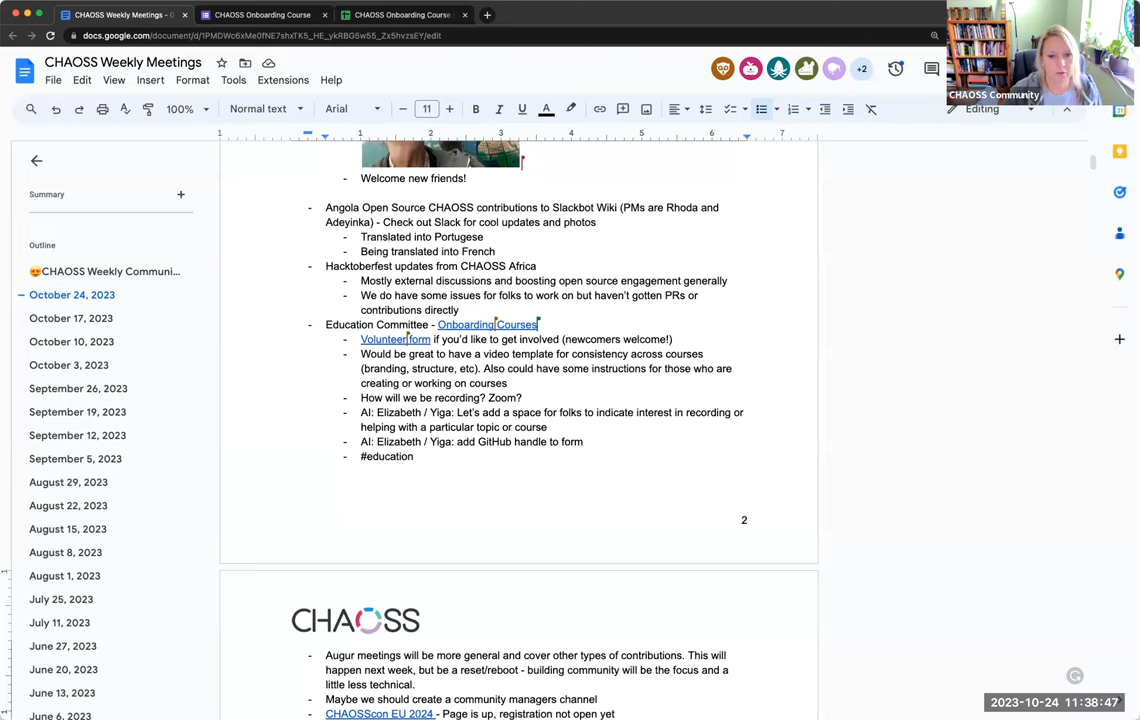 CHAOSS Weekly Meetings - G
CHAOSS Onboarding Course
CHAOSS Onboarding Course
docs.google.com/document/d/1PMDWc6xMe0fNE7shxTK5_HE_ykRBG5w55_Zx5hvzsEY/edit
CHAOSS Weekly Meetings
File Edit View Insert Format Tools Extensions Help
+2
CHAOSS Community
100% Normal text Arial 11 Editing
1 1 2 3 4 5 6 7
Summary
Outline
😍CHAOSS Weekly Communi...
October 24, 2023
October 17, 2023
October 10, 2023
October 3, 2023
September 26, 2023
September 19, 2023
September 12, 2023
September 5, 2023
August 29, 2023
August 22, 2023
August 15, 2023
August 8, 2023
August 1, 2023
July 25, 2023
July 11, 2023
June 27, 2023
June 20, 2023
June 13, 2023
June 6, 2023
- Welcome new friends!
- Angola Open Source CHAOSS contributions to Slackbot Wiki (PMs are Rhoda and
Adeyinka) - Check out Slack for cool updates and photos
- Translated into Portugese
- Being translated into French
- Hacktoberfest updates from CHAOSS Africa
- Mostly external discussions and boosting open source engagement generally
- We do have some issues for folks to work on but haven't gotten PRs or
contributions directly
- Education Committee - Onboarding Courses
- Volunteer form if you'd like to get involved (newcomers welcome!)
- Would be great to have a video template for consistency across courses
(branding, structure, etc). Also could have some instructions for those who are
creating or working on courses
- How will we be recording? Zoom?
- AI: Elizabeth / Yiga: Let's add a space for folks to indicate interest in recording or
helping with a particular topic or course
- AI: Elizabeth / Yiga: add GitHub handle to form
- #education
2
CHAOSS
- Augur meetings will be more general and cover other types of contributions. This will
happen next week, but be a reset/reboot - building community will be the focus and a
little less technical.
- Maybe we should create a community managers channel
- CHAOSScon EU 2024 - Page is up, registration not open yet
2023-10-24 11:38:47